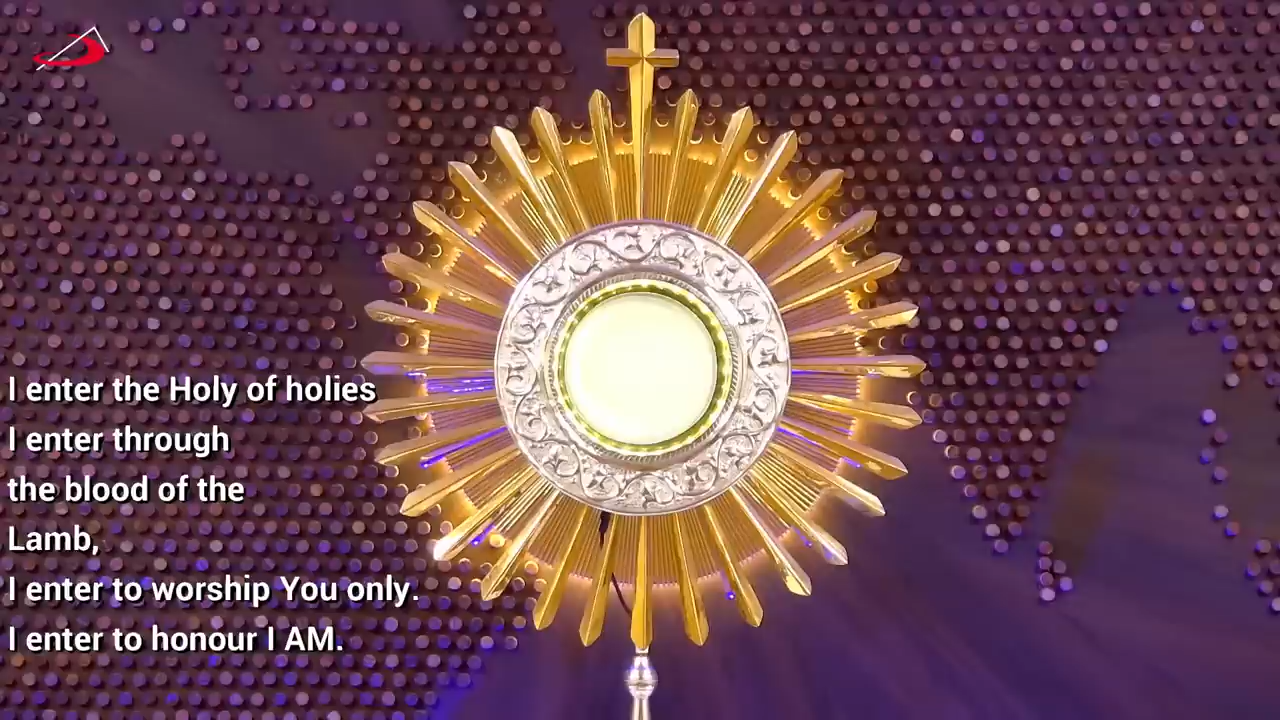 I enter the Holy of holies
I enter through
the blood of the
Lamb,
I enter to worship You only.
I enter to honour I AM.